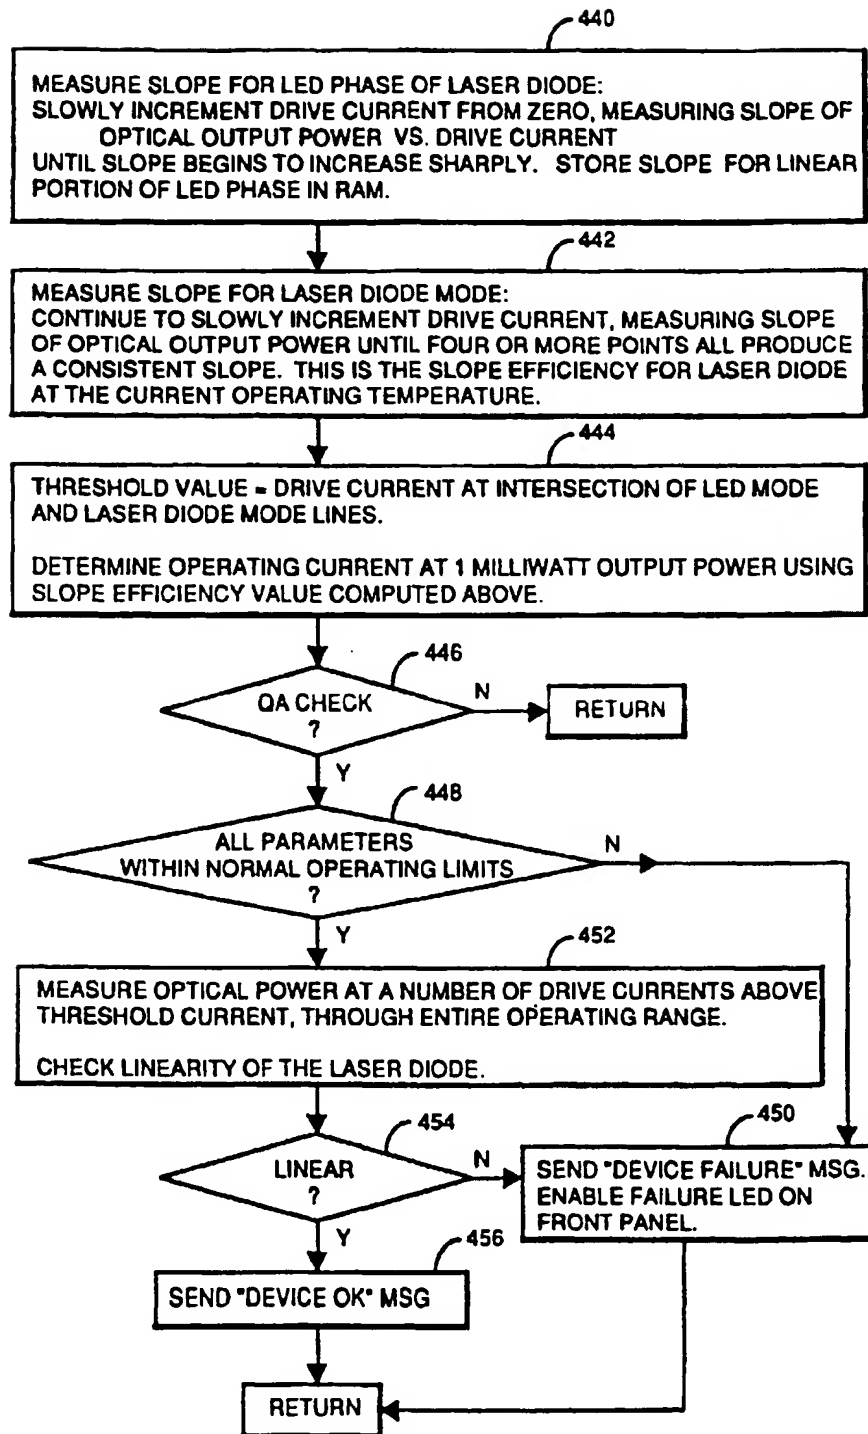 440
MEASURE SLOPE FOR LED PHASE OF LASER DIODE:
SLOWLY INCREMENT DRIVE CURRENT FROM ZERO, MEASURING SLOPE OF
OPTICAL OUTPUT POWER VS. DRIVE CURRENT
UNTIL SLOPE BEGINS TO INCREASE SHARPLY. STORE SLOPE FOR LINEAR
PORTION OF LED PHASE IN RAM.
442
MEASURE SLOPE FOR LASER DIODE MODE:
CONTINUE TO SLOWLY INCREMENT DRIVE CURRENT, MEASURING SLOPE
OF OPTICAL OUTPUT POWER UNTIL FOUR OR MORE POINTS ALL PRODUCE
A CONSISTENT SLOPE. THIS IS THE SLOPE EFFICIENCY FOR LASER DIODE
AT THE CURRENT OPERATING TEMPERATURE.
444
THRESHOLD VALUE = DRIVE CURRENT AT INTERSECTION OF LED MODE
AND LASER DIODE MODE LINES.
DETERMINE OPERATING CURRENT AT 1 MILLIWATT OUTPUT POWER USING
SLOPE EFFICIENCY VALUE COMPUTED ABOVE.
446
QA CHECK
?
N
RETURN
Y
448
ALL PARAMETERS
WITHIN NORMAL OPERATING LIMITS
?
N
Y
452
MEASURE OPTICAL POWER AT A NUMBER OF DRIVE CURRENTS ABOVE
THRESHOLD CURRENT, THROUGH ENTIRE OPERATING RANGE.
CHECK LINEARITY OF THE LASER DIODE.
454
LINEAR
?
N
450
SEND "DEVICE FAILURE" MSG.
ENABLE FAILURE LED ON
FRONT PANEL.
Y
456
SEND "DEVICE OK" MSG
RETURN